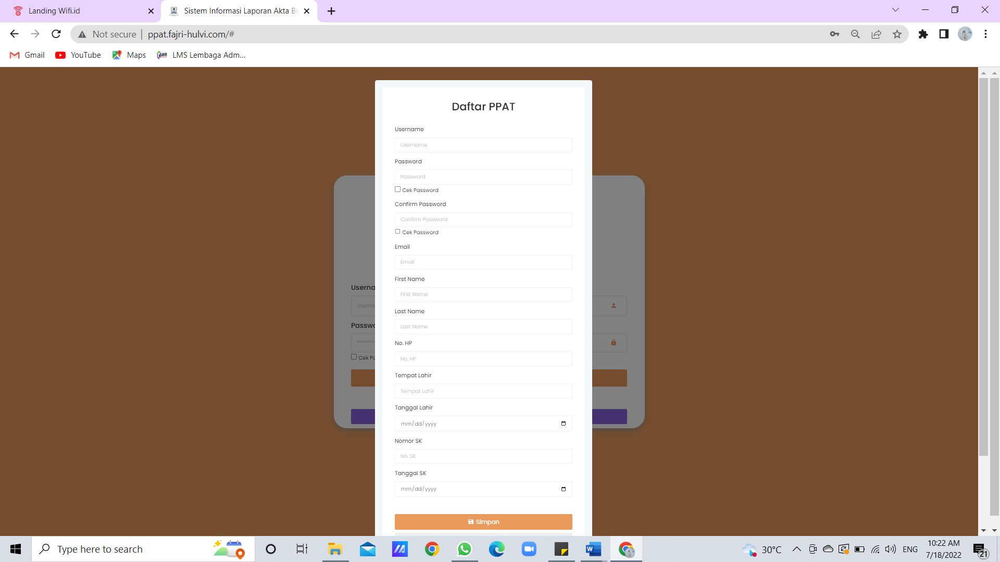 Landing Wifi.id
Sistem Informasi Laporan Akta B
Not secure
ppat.fajri-hulvi.com/#
Gmail
YouTube
Maps
LMS Lembaga Adm...
Daftar PPAT
Username
Username
Password
Password
Cek Password
Confirm Password
Confirm Password
Cek Password
Email
Email
First Name
First Name
Last Name
Last Name
No. HP
No. HP
Tempat Lahir
Tempat Lahir
Tanggal Lahir
mm/dd/yyyy
Nomor SK
No. SK
Tanggal SK
mm/dd/yyyy
Simpan
Userna
Userna
Passwo
********
Cek Pa
Type here to search
30°C
ENG
10:22 AM
7/18/2022
21